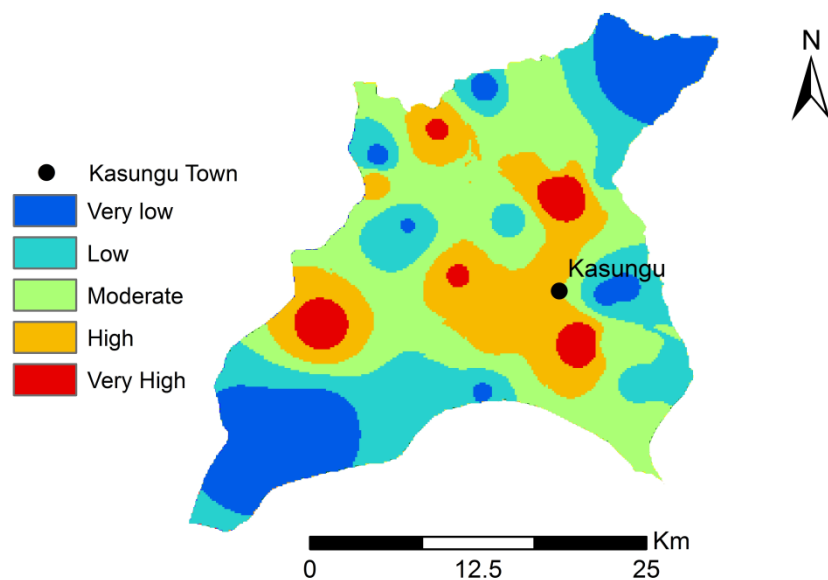 N
Kasungu Town
Very low
Low
Moderate
High
Very High
Kasungu
Km
0 12.5 25